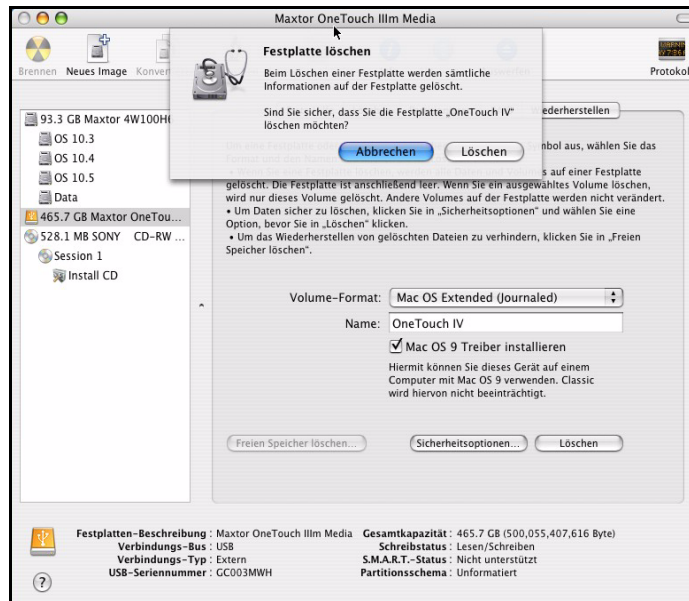 Maxtor OneTouch IIIm Media
Brennen Neues Image Konver
Protokol
Festplatte löschen
Beim Löschen einer Festplatte werden sämtliche
Informationen auf der Festplatte gelöscht.
Sind Sie sicher, dass Sie die Festplatte „OneTouch IV“
löschen möchten?
Abbrechen Löschen
ederherstellen
93.3 GB Maxtor 4W100H
OS 10.3
OS 10.4
OS 10.5
Data
465.7 GB Maxtor OneTou...
528.1 MB SONY CD-RW ...
Session 1
Install CD
mbol aus, wählen Sie das
s auf einer Festplatte
gelöscht. Die Festplatte ist anschließend leer. Wenn Sie ein ausgewähltes Volume löschen,
wird nur dieses Volume gelöscht. Andere Volumes auf der Festplatte werden nicht verändert.
• Um Daten sicher zu löschen, klicken Sie in „Sicherheitsoptionen“ und wählen Sie eine
Option, bevor Sie in „Löschen“ klicken.
• Um das Wiederherstellen von gelöschten Dateien zu verhindern, klicken Sie in „Freien
Speicher löschen“.
Volume-Format: Mac OS Extended (Journaled)
Name: OneTouch IV
Mac OS 9 Treiber installieren
Hiermit können Sie dieses Gerät auf einem
Computer mit Mac OS 9 verwenden. Classic
wird hiervon nicht beeinträchtigt.
Freien Speicher löschen... Sicherheitsoptionen... Löschen
Festplatten-Beschreibung : Maxtor OneTouch IIIm Media
Verbindungs-Bus : USB
Verbindungs-Typ : Extern
USB-Seriennummer : GC003MWH
Gesamtkapazität : 465.7 GB (500,055,407,616 Byte)
Schreibstatus : Lesen/Schreiben
S.M.A.R.T.-Status : Nicht unterstützt
Partitionsschema : Unformatiert
?